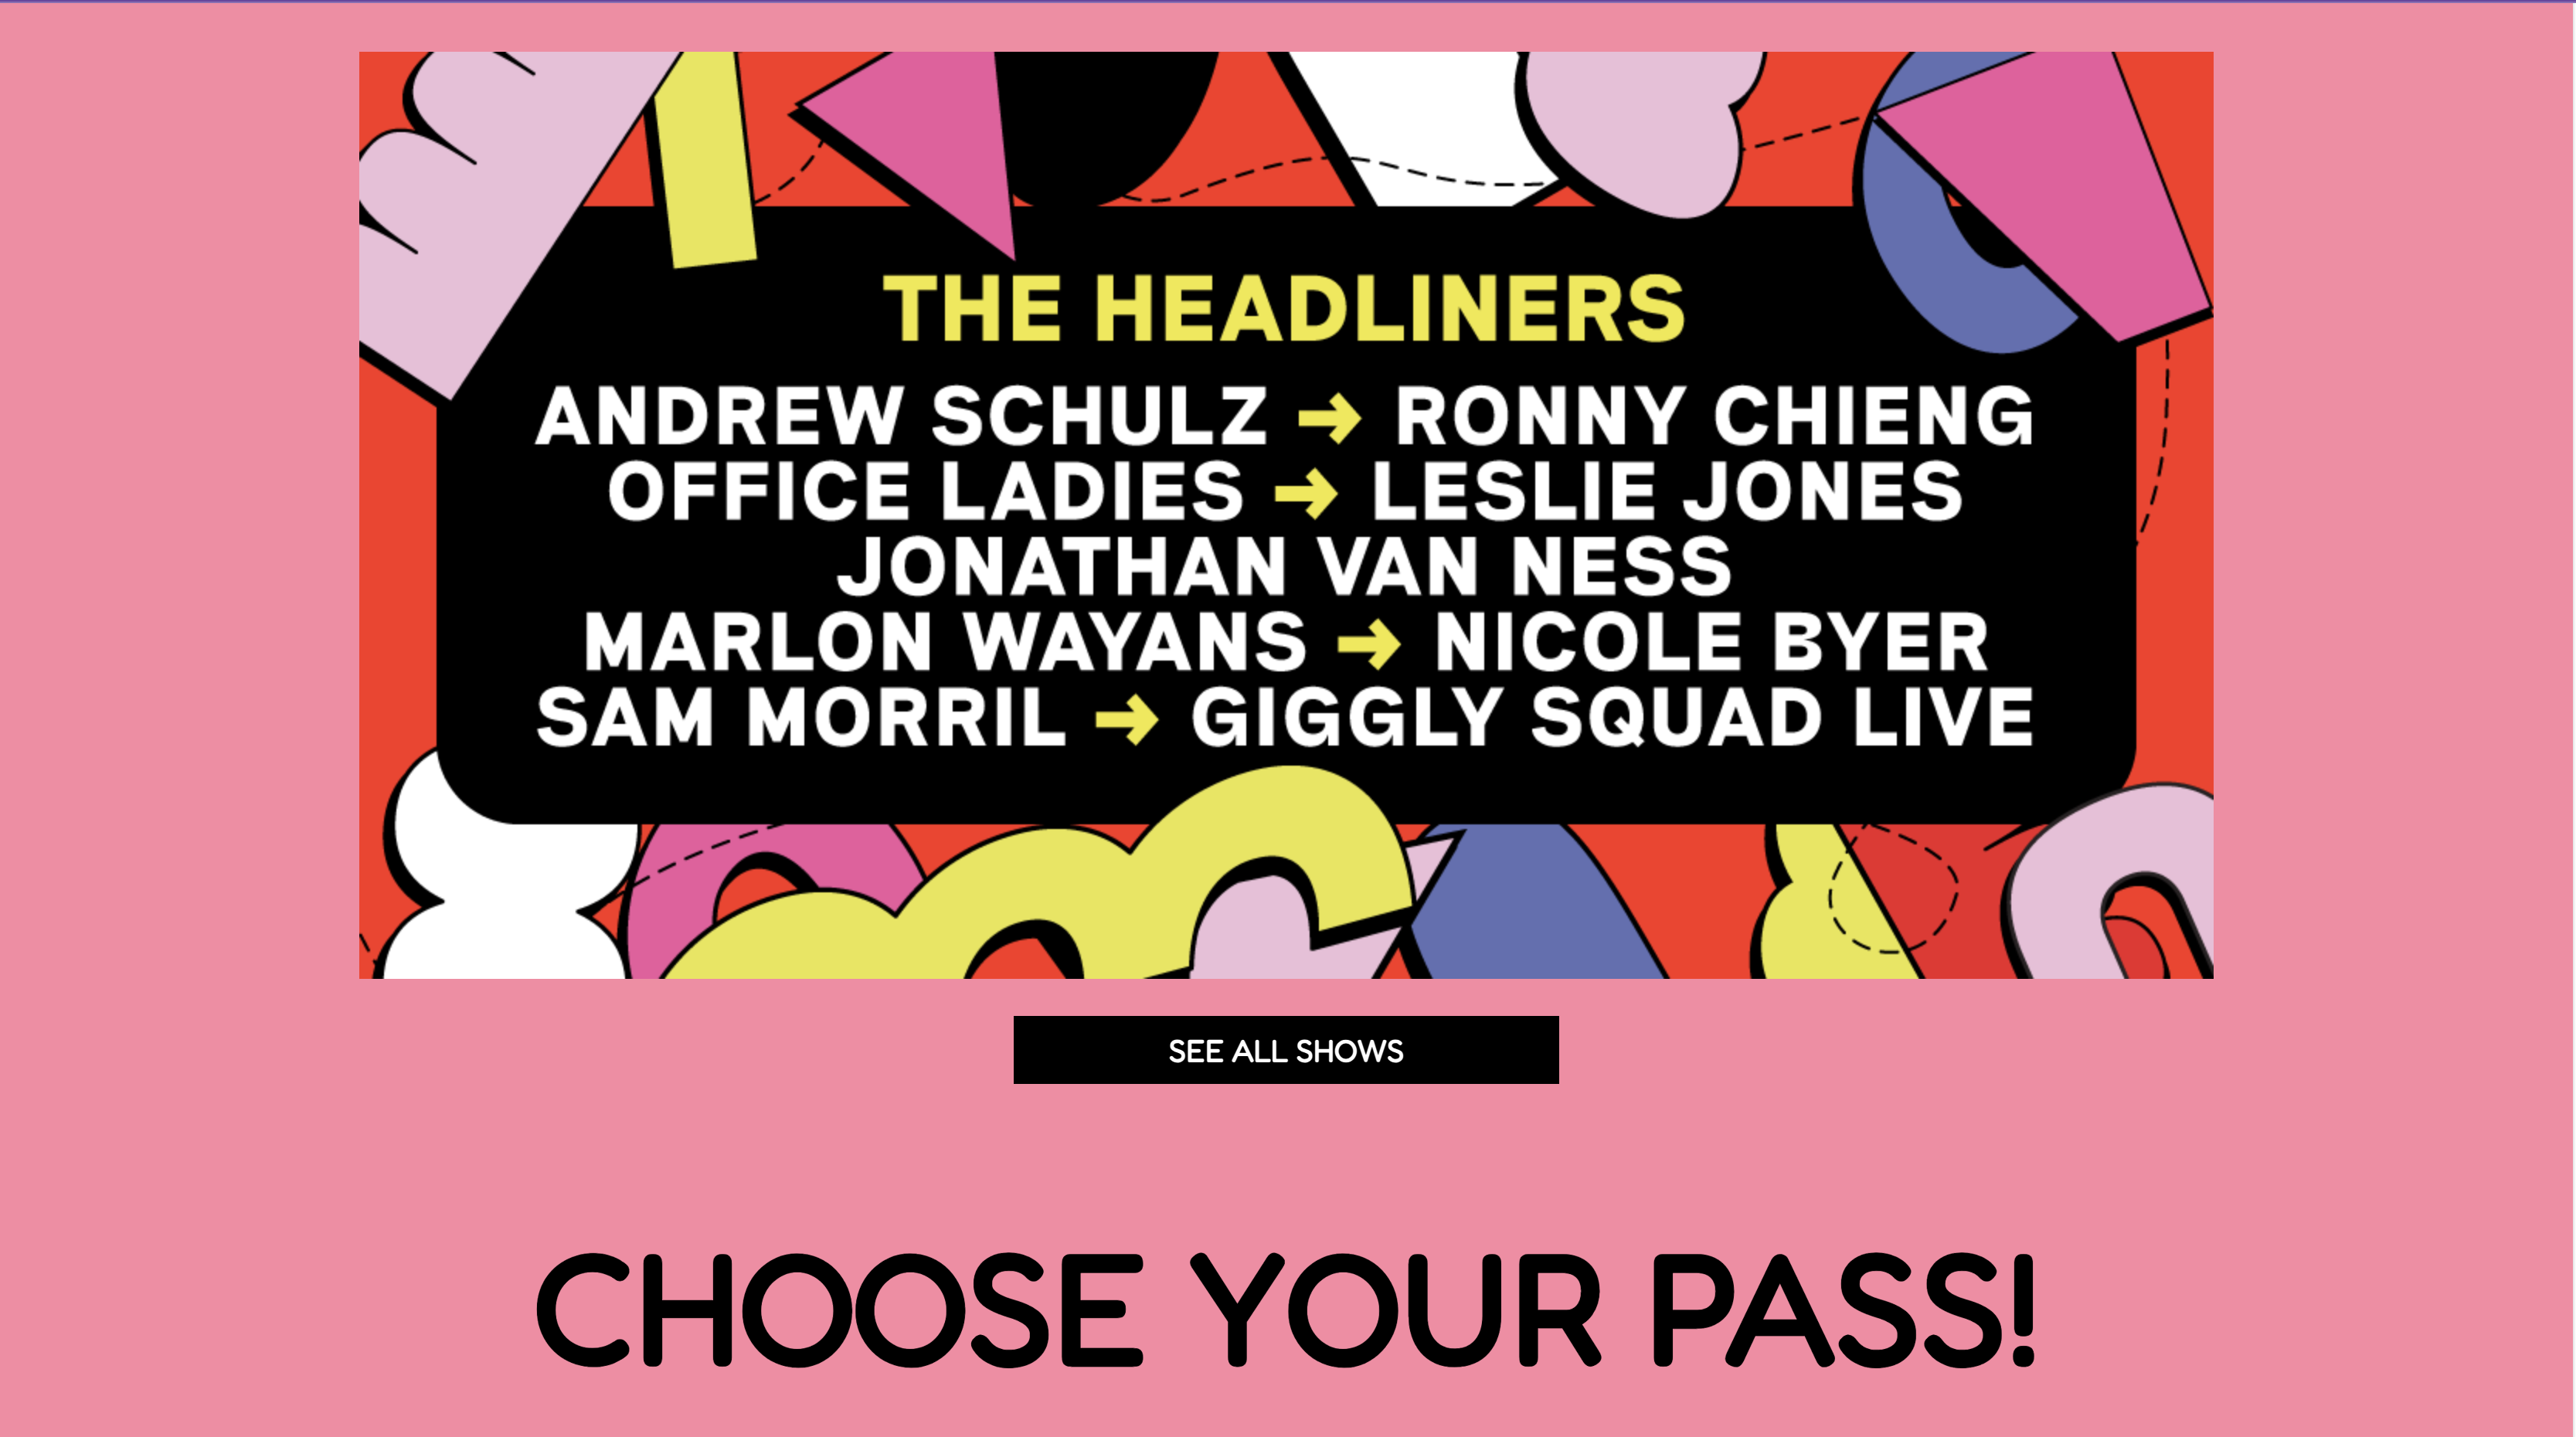 THE HEADLINERS
ANDREW SCHULZ → RONNY CHIENG
OFFICE LADIES → LESLIE JONES
JONATHAN VAN NESS
MARLON WAYANS → NICOLE BYER
SAM MORRIL → GIGGLY SQUAD LIVE
SEE ALL SHOWS
CHOOSE YOUR PASS!